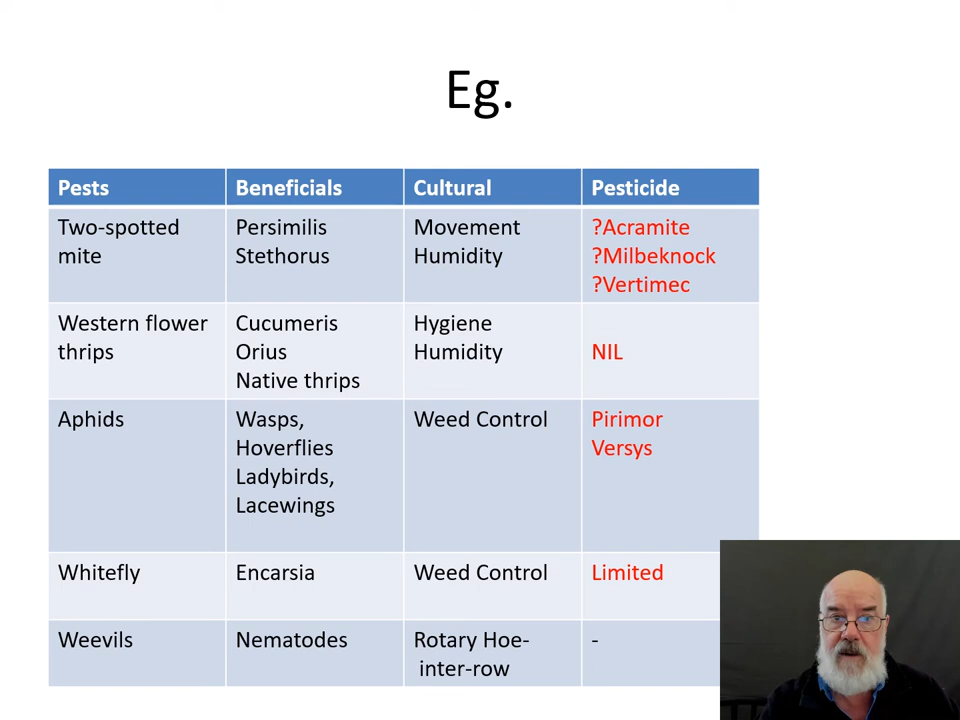 Eg.
Pests Beneficials Cultural Pesticide
Two-spotted mite
Persimilis
Stethorus
Movement
Humidity
?Acramite
?Milbeknock
?Vertimec
Western flower thrips
Cucumeris
Orius
Native thrips
Hygiene
Humidity
NIL
Aphids
Wasps,
Hoverflies
Ladybirds,
Lacewings
Weed Control
Pirimor
Versys
Whitefly
Encarsia
Weed Control
Limited
Weevils
Nematodes
Rotary Hoe-
inter-row
-